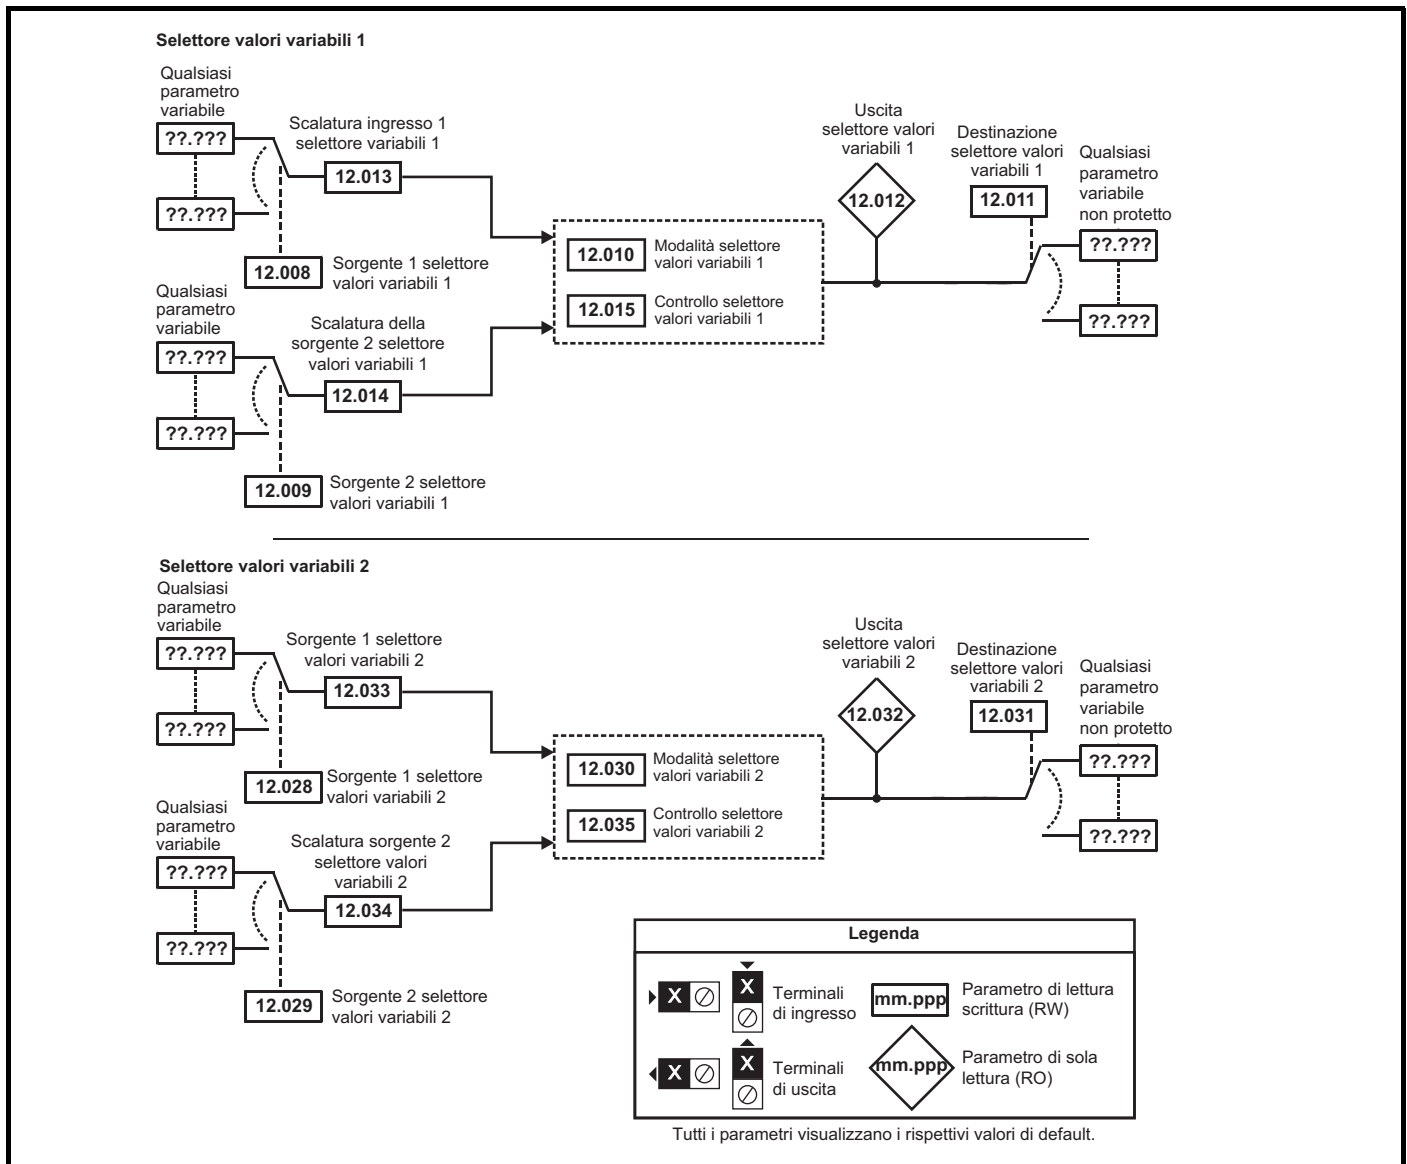 Selettore valori variabili 1
Qualsiasi
parametro
variabile
??.???
??.???
Scalatura ingresso 1
selettore variabili 1
12.013
12.008
Sorgente 1 selettore
valori variabili 1
Qualsiasi
parametro
variabile
??.???
??.???
Scalatura della
sorgente 2 selettore
valori variabili 1
12.014
12.009
Sorgente 2 selettore
valori variabili 1
12.010
Modalità selettore
valori variabili 1
12.015
Controllo selettore
valori variabili 1
Uscita
selettore valori
variabili 1
12.012
Destinazione
selettore valori
variabili 1
12.011
Qualsiasi
parametro
variabile
non protetto
??.???
??.???
Selettore valori variabili 2
Qualsiasi
parametro
variabile
??.???
??.???
Sorgente 1 selettore
valori variabili 2
12.033
12.028
Sorgente 1 selettore
valori variabili 2
Qualsiasi
parametro
variabile
??.???
??.???
Scalatura sorgente 2
selettore valori
variabili 2
12.034
12.029
Sorgente 2 selettore
valori variabili 2
12.030
Modalità selettore
valori variabili 2
12.035
Controllo selettore
valori variabili 2
Uscita
selettore valori
variabili 2
12.032
Destinazione
selettore valori
variabili 2
12.031
Qualsiasi
parametro
variabile
non protetto
??.???
??.???
Legenda
X
X
Terminali
di ingresso
mm.ppp
Parametro di lettura
scrittura (RW)
X
X
Terminali
di uscita
mm.ppp
Parametro di sola
lettura (RO)
Tutti i parametri visualizzano i rispettivi valori di default.